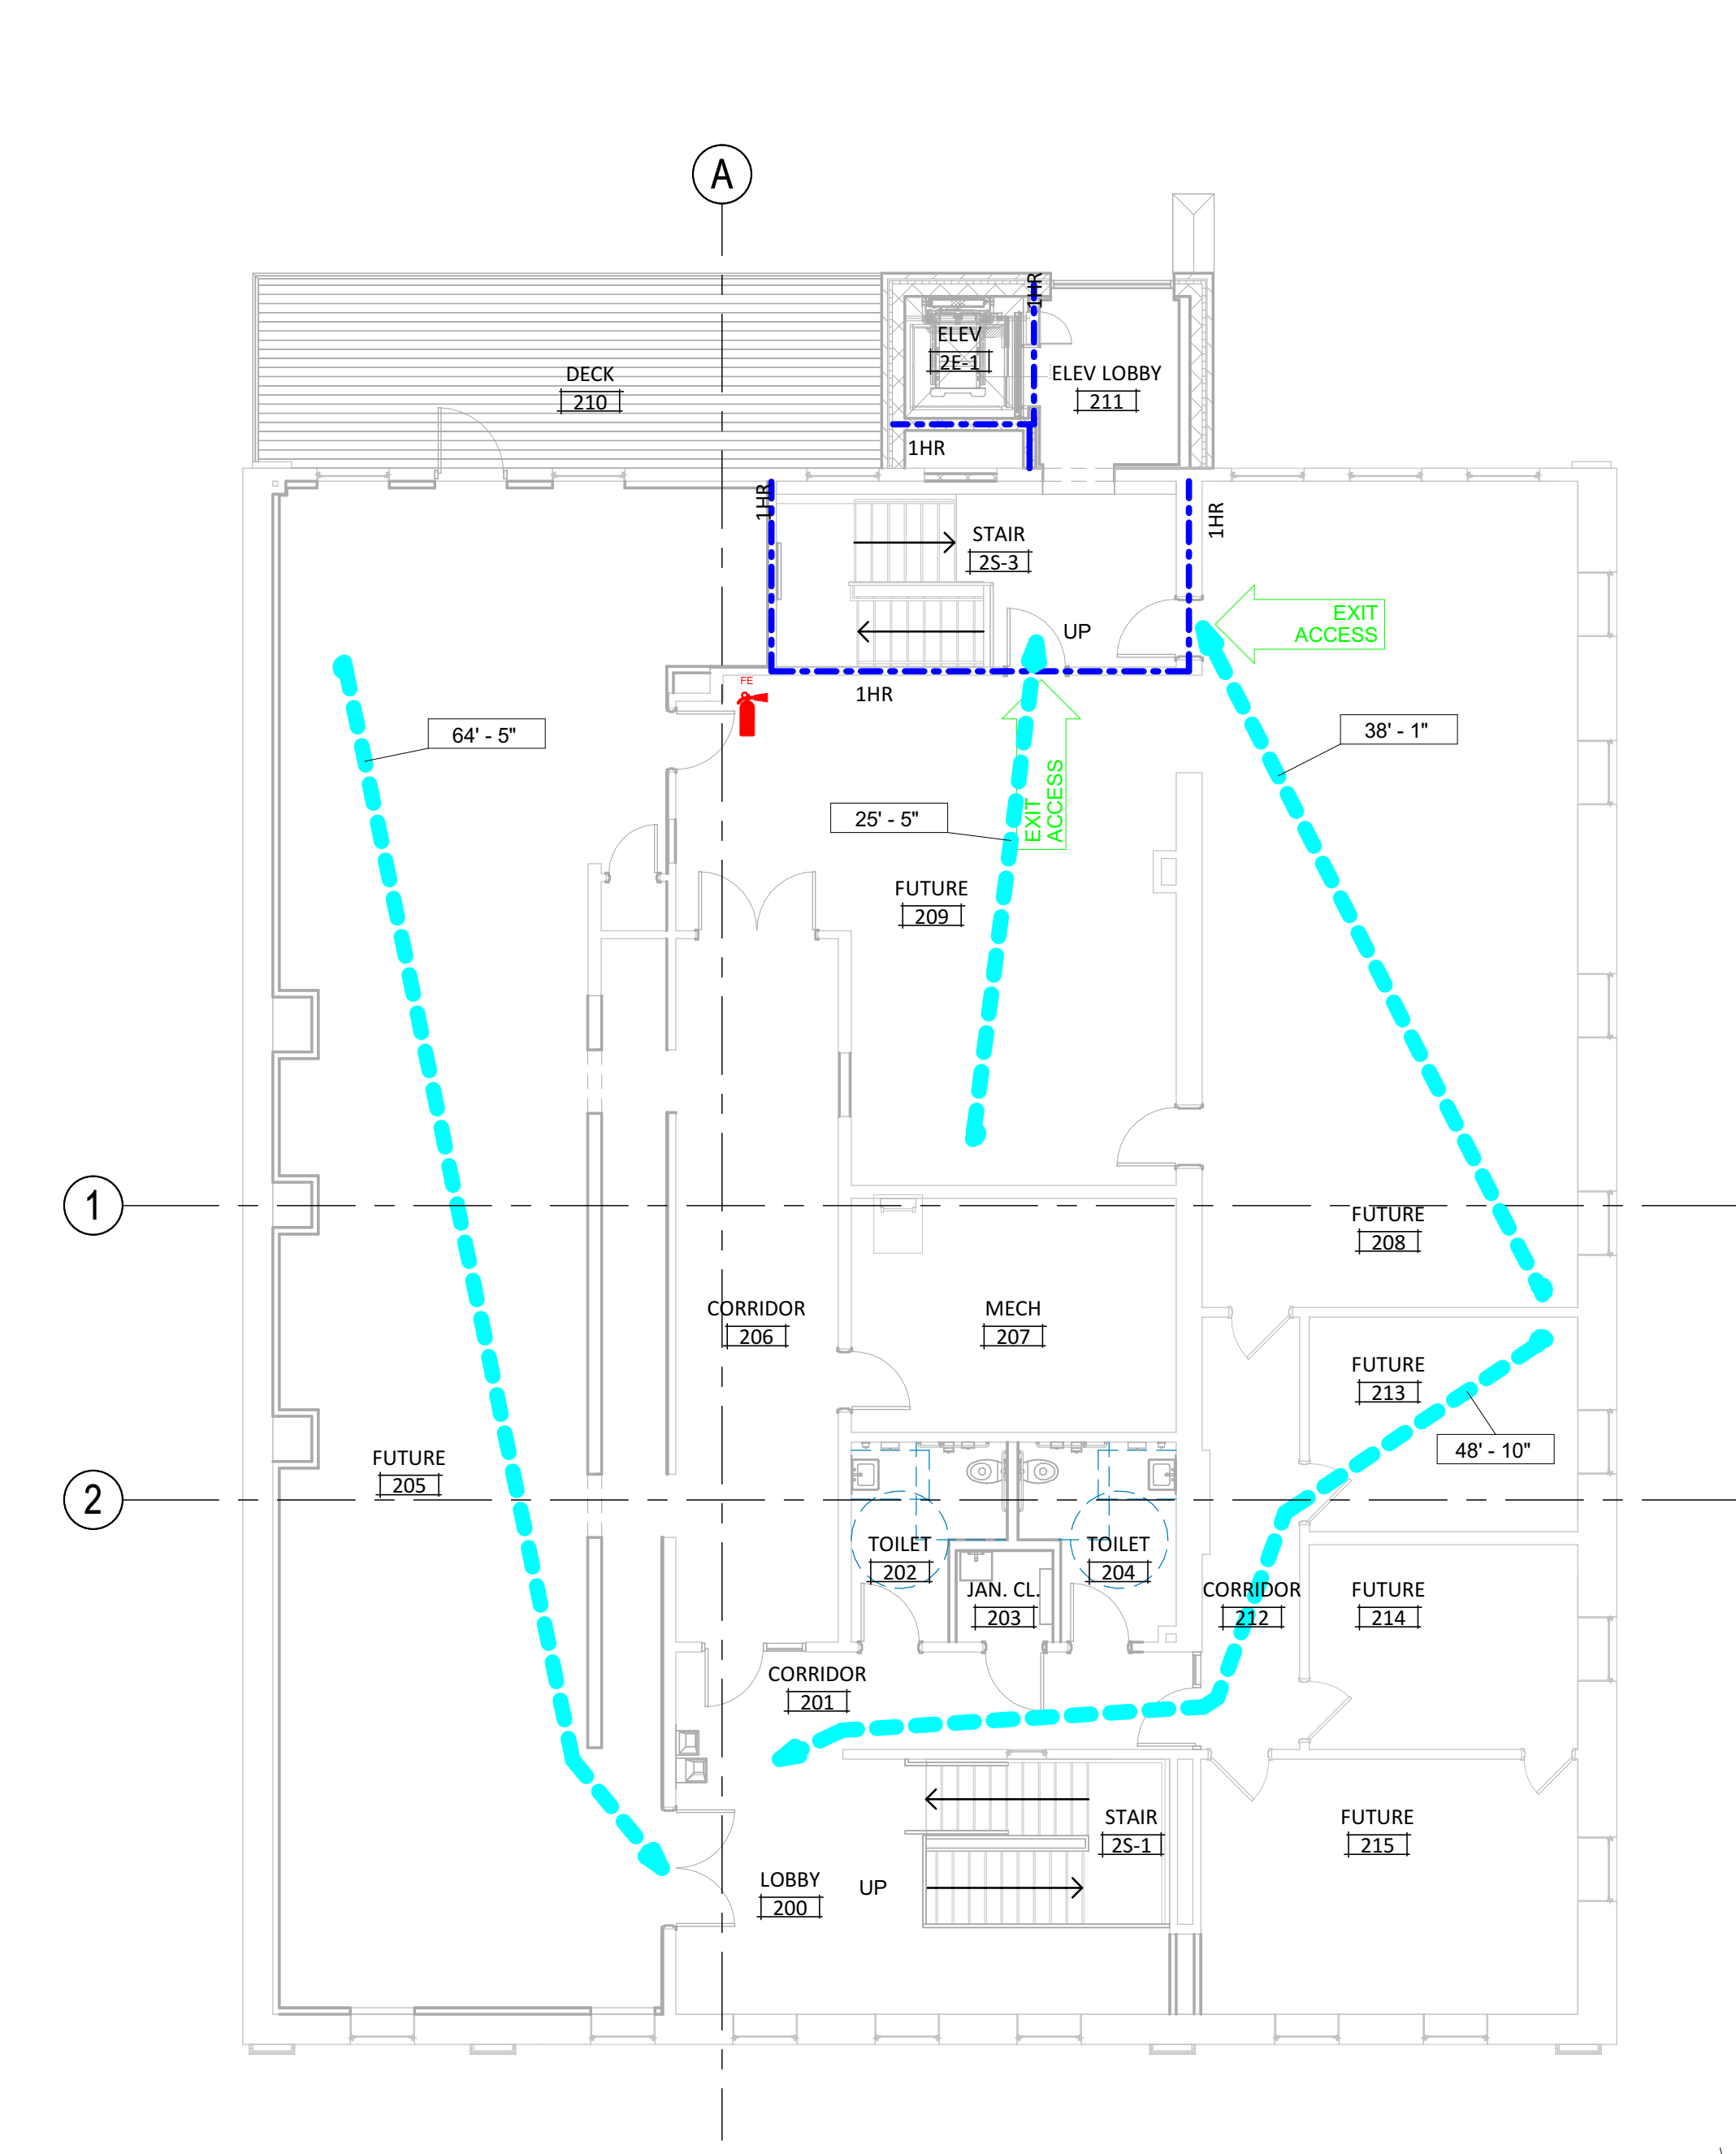 A
1HR
ELEV
2E-1
ELEV LOBBY
211
DECK
210
1HR
1HR
1HR
STAIR
2S-3
EXIT
ACCESS
UP
FE
1HR
64' - 5"
38' - 1"
25' - 5"
EXIT
ACCESS
FUTURE
209
1
FUTURE
208
CORRIDOR
206
MECH
207
FUTURE
213
48' - 10"
FUTURE
205
2
TOILET
202
TOILET
204
JAN. CL.
203
CORRIDOR
212
FUTURE
214
CORRIDOR
201
STAIR
2S-1
FUTURE
215
LOBBY
200
UP